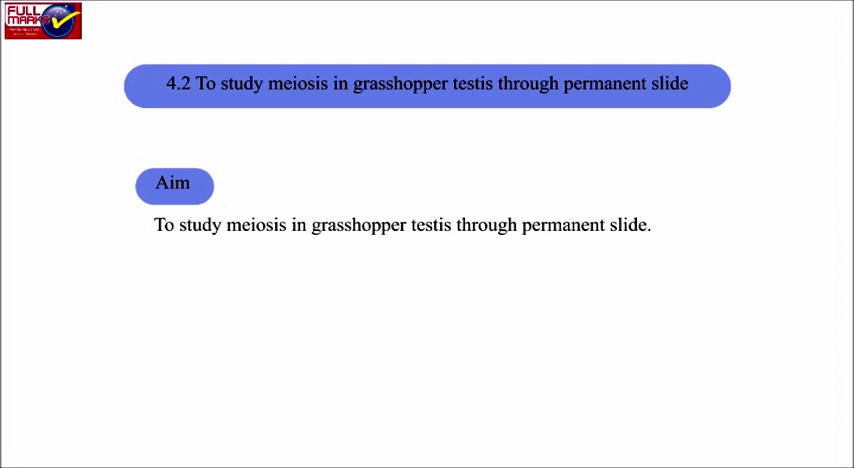 FULL
MARKS
4.2 To study meiosis in grasshopper testis through permanent slide
Aim
To study meiosis in grasshopper testis through permanent slide.